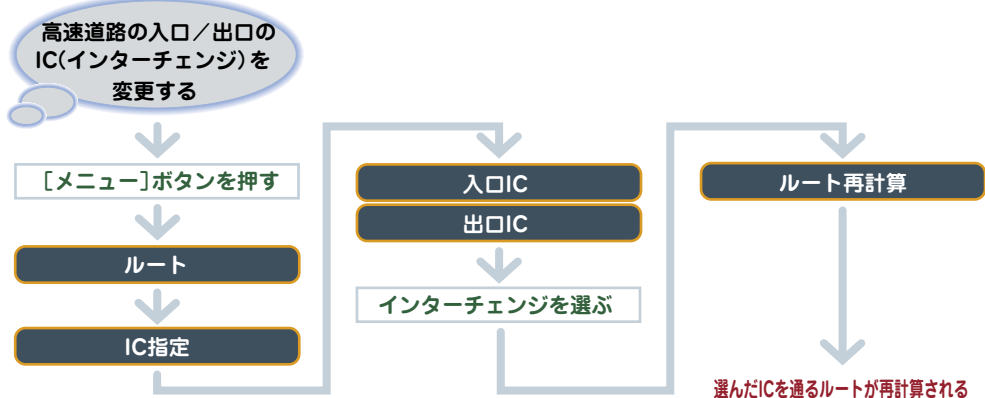 高速道路の入口／出口の
IC(インターチェンジ)を
変更する
［メニュー］ボタンを押す
ルート
IC指定
入口IC
出口IC
インターチェンジを選ぶ
ルート再計算
選んだICを通るルートが再計算される